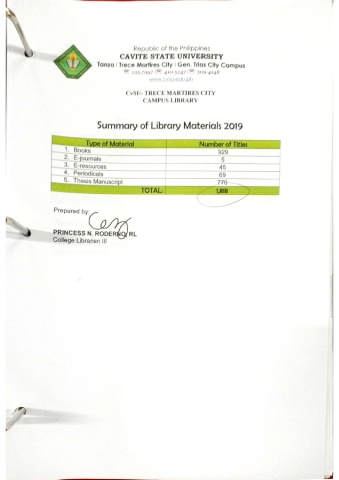 Republic of the Philippines
CAVITE STATE UNIVERSITY
Tanza | Trece Martires City | Gen. Trias City Campus
www.cvsu.edu.ph
CvSU- TRECE MARTIRES CITY
CAMPUS LIBRARY
Summary of Library Materials 2019
Type of Material Number of Titles
1. Books 929
2. E-journals 5
3. E-resources 45
4. Periodicals 69
5. Thesis Manuscript 770
TOTAL: 1,818
Prepared by:
PRINCESS N. RODERNO, RL
College Librarian III